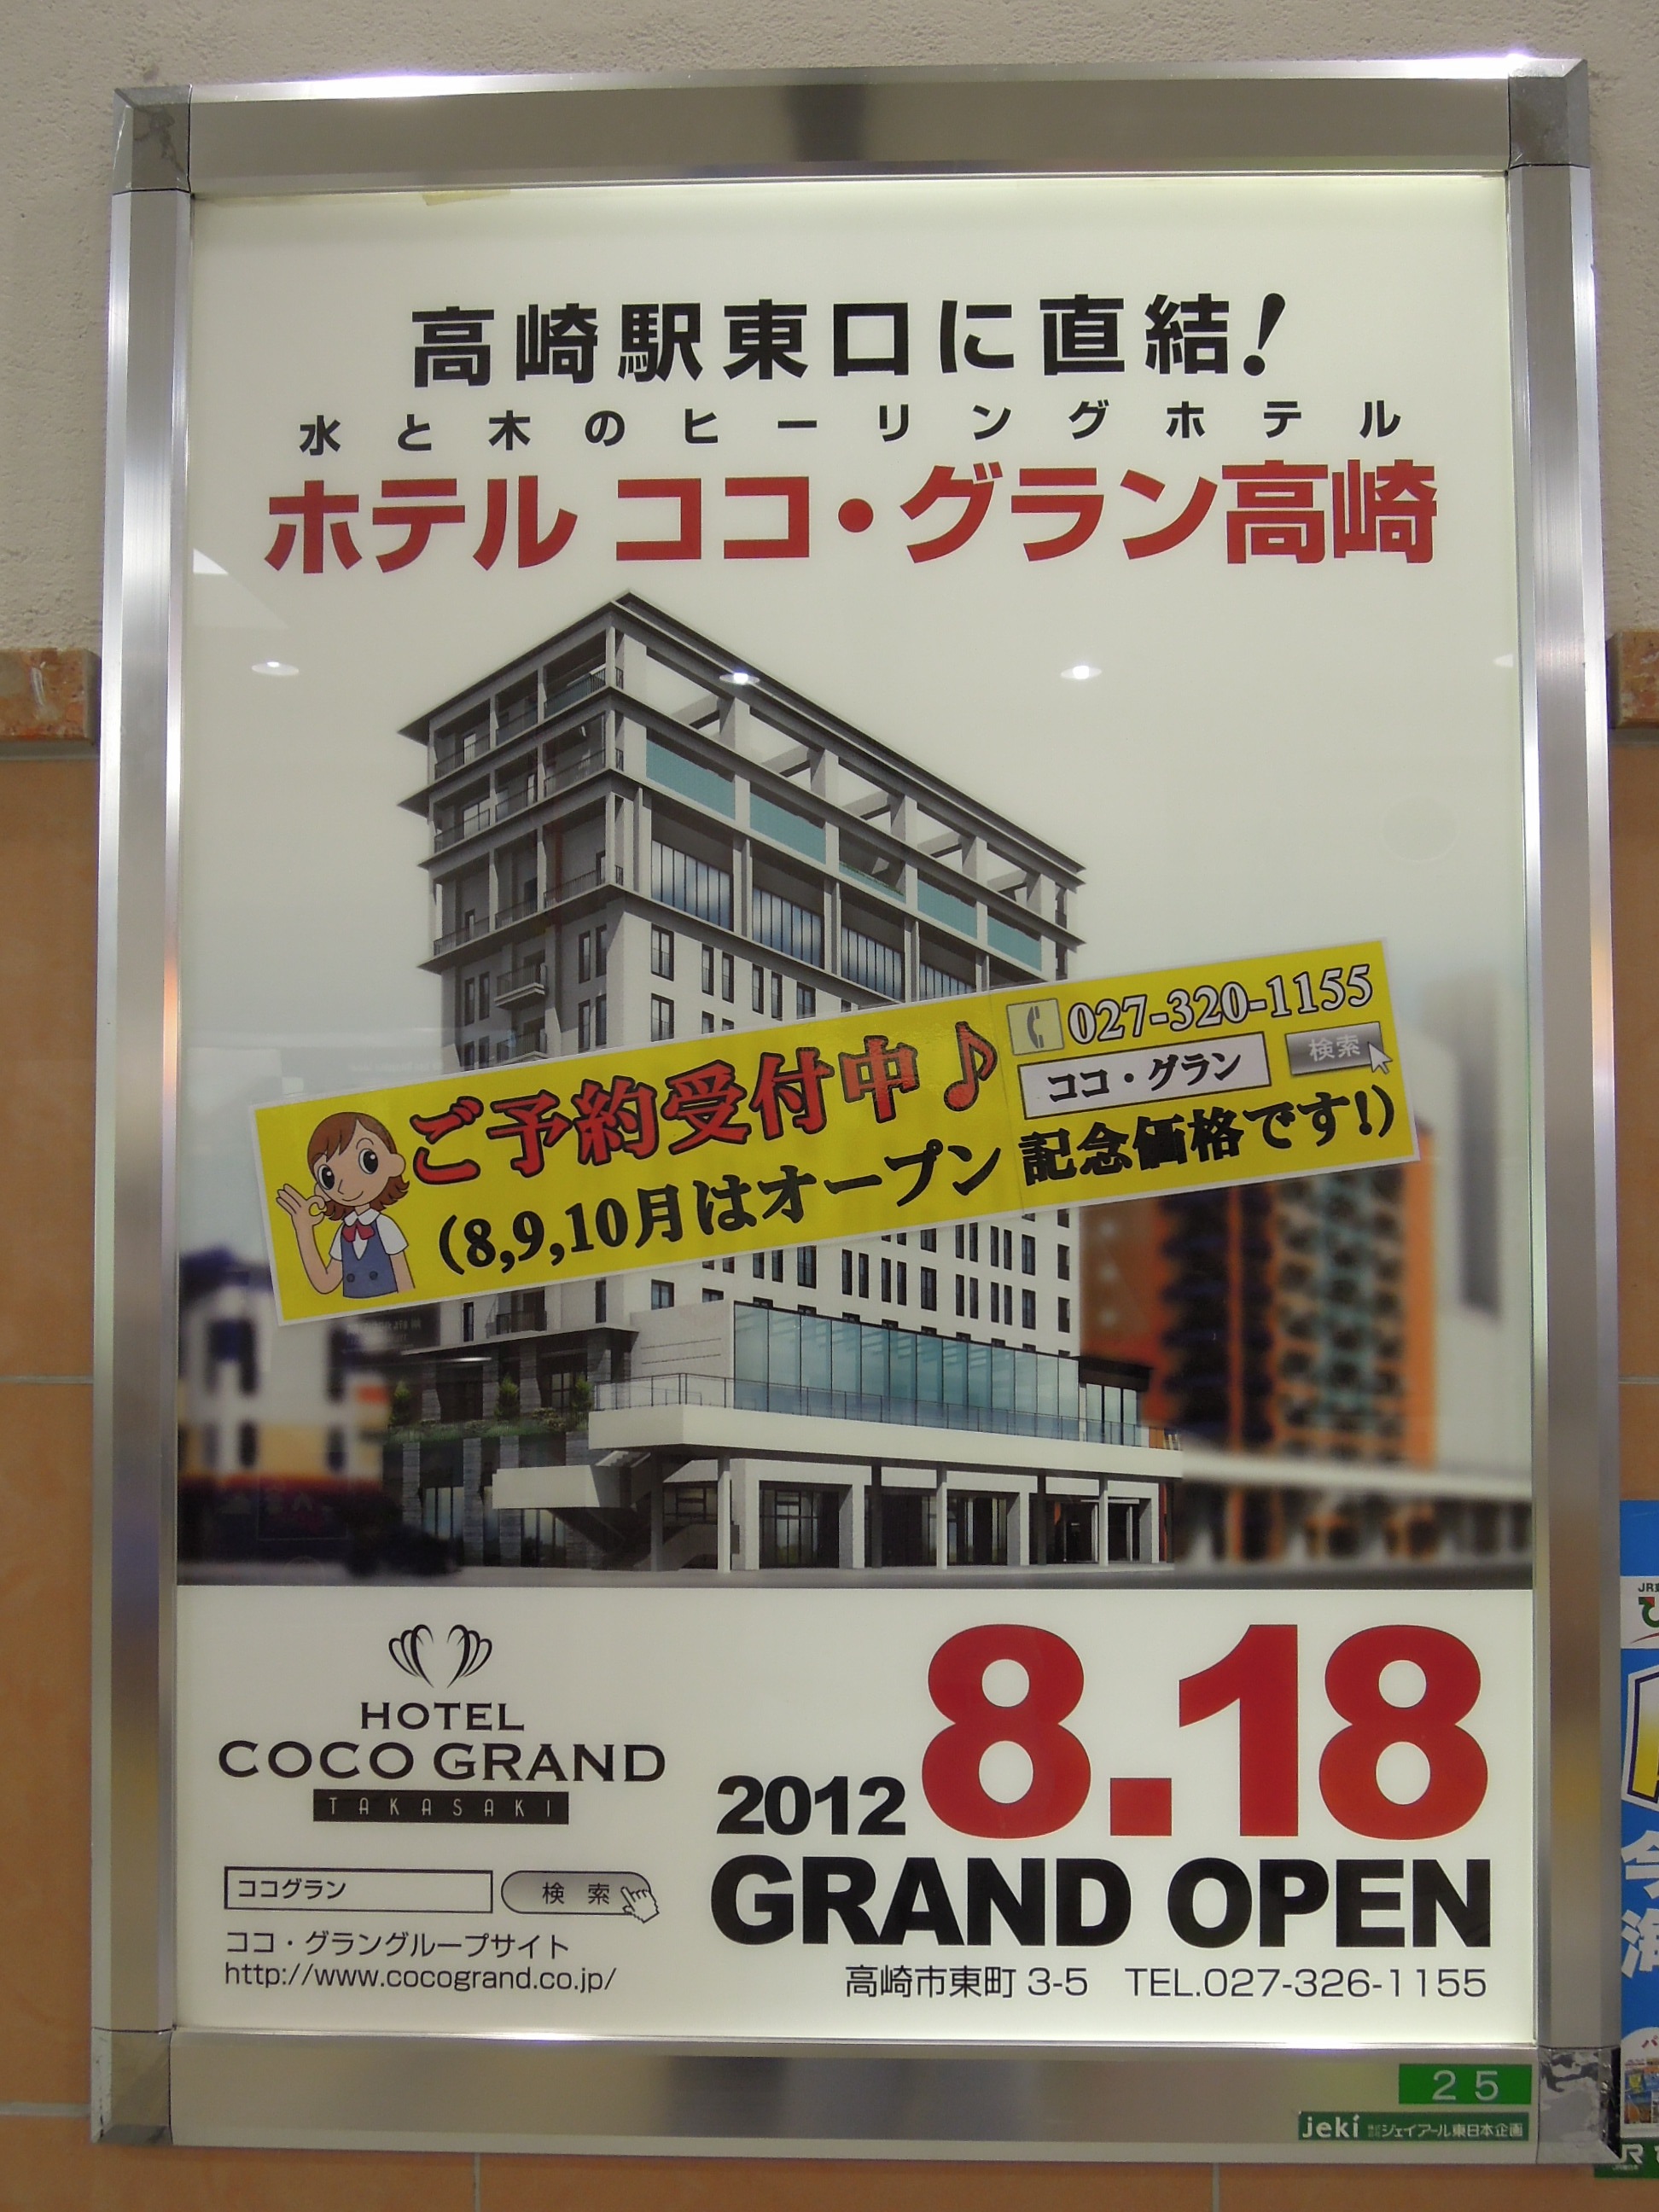 高崎駅東口に直結!
水と木のヒーリングホテル
ホテル ココ・グラン高崎
ご予約受付中♪
027-320-1155
ココ・グラン 検索
(8,9,10月はオープン記念価格です!)
HOTEL
COCO GRAND
TAKASAKI
2012 8.18
GRAND OPEN
ココグラン 検 索
ココ・グラングループサイト
http://www.cocogrand.co.jp/
高崎市東町 3-5 TEL.027-326-1155
25
jeki ジェイアール東日本企画
JR